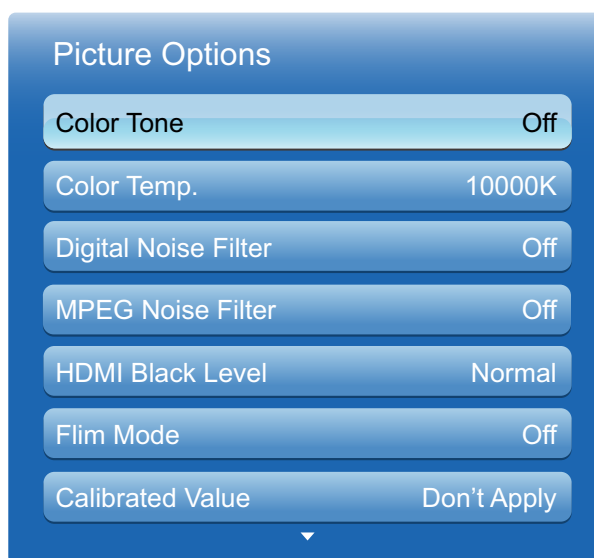 Picture Options
Color Tone Off
Color Temp. 10000K
Digital Noise Filter Off
MPEG Noise Filter Off
HDMI Black Level Normal
Flim Mode Off
Calibrated Value Don’t Apply